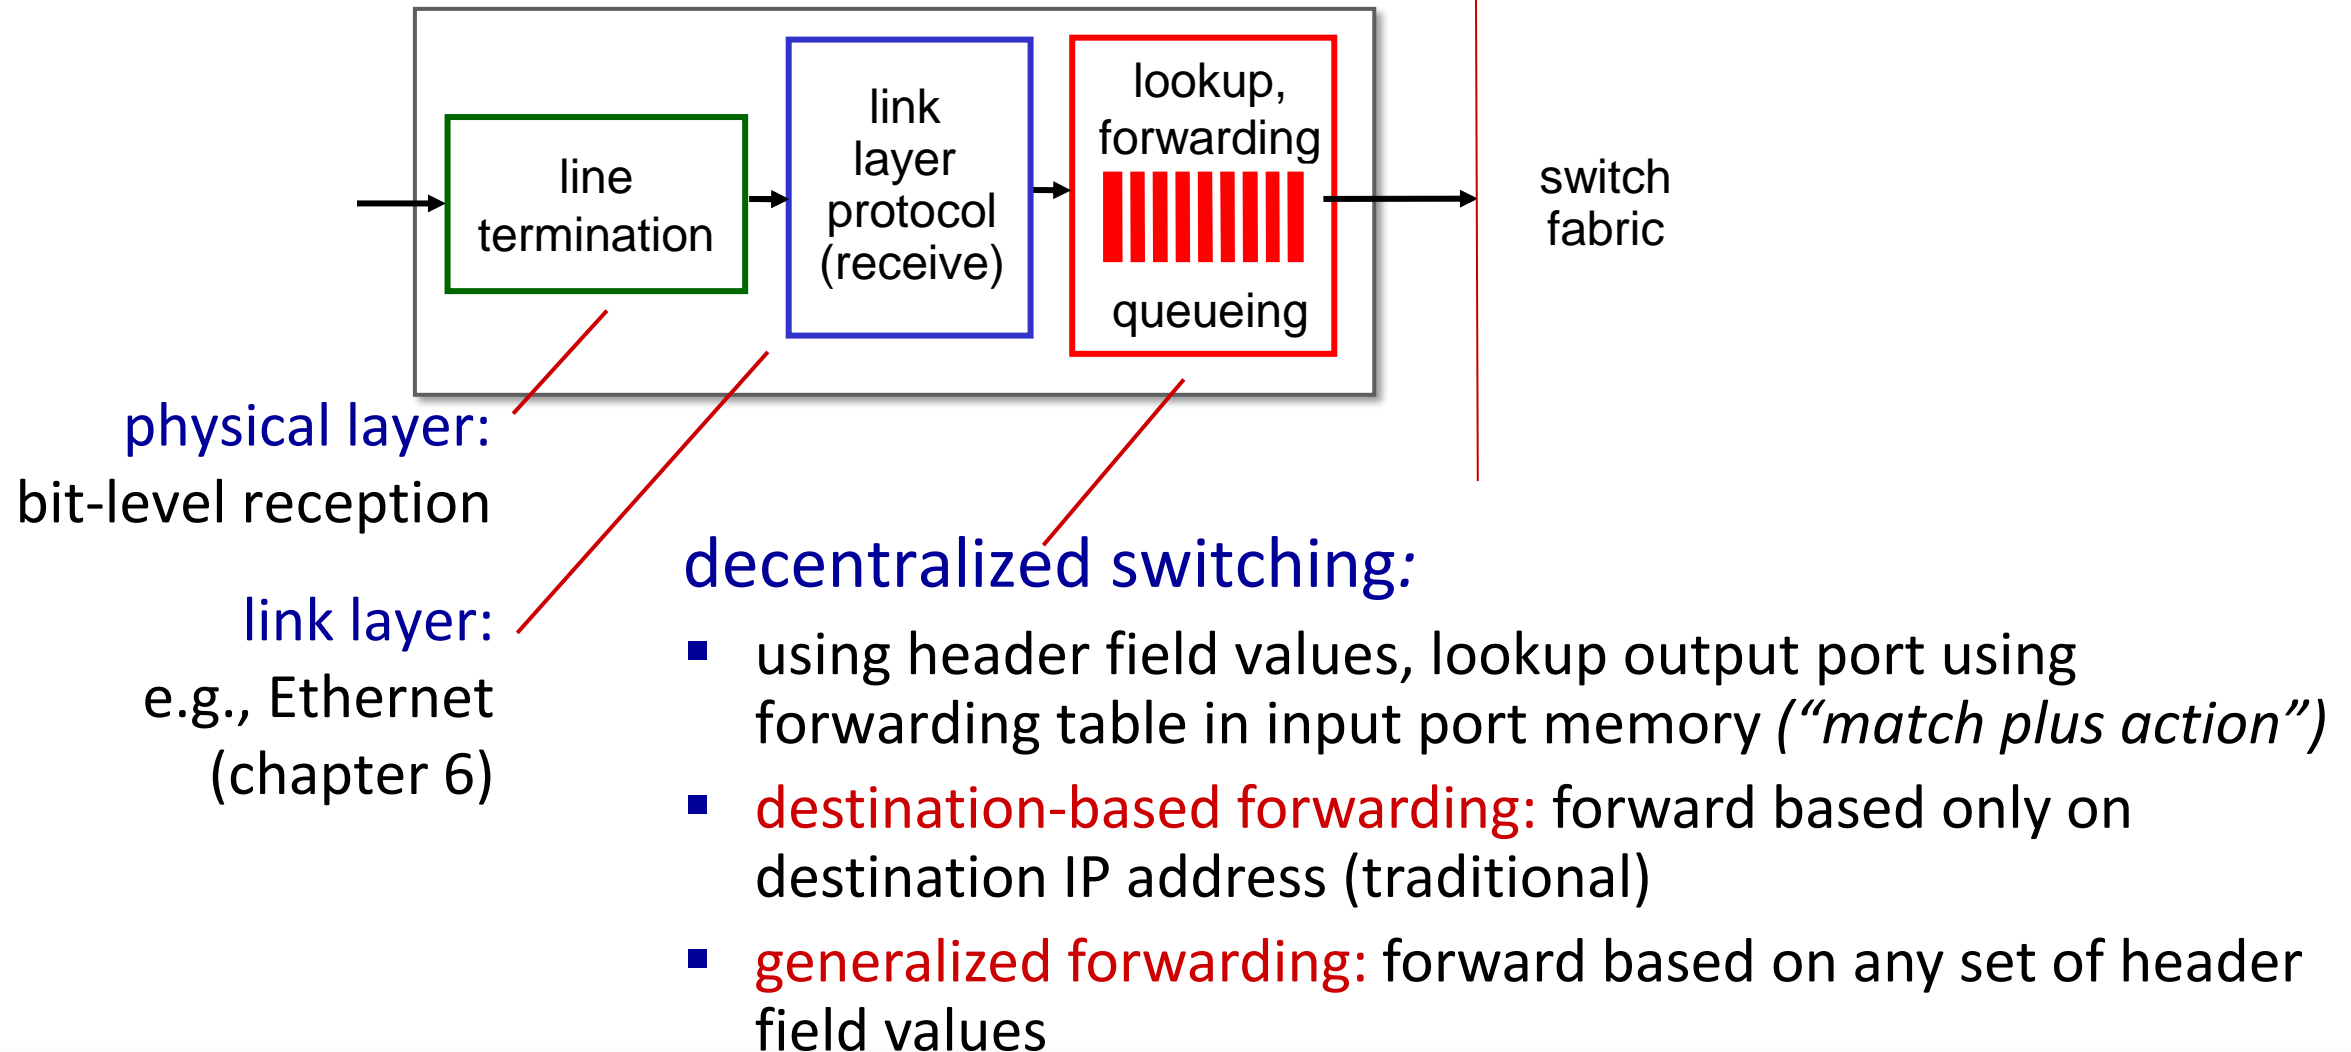 line
termination
link
layer
protocol
(receive)
lookup,
forwarding
queueing
switch
fabric
physical layer:
bit-level reception
link layer:
e.g., Ethernet
(chapter 6)
decentralized switching:
▪ using header field values, lookup output port using
forwarding table in input port memory (“match plus action”)
▪ destination-based forwarding: forward based only on
destination IP address (traditional)
▪ generalized forwarding: forward based on any set of header
field values